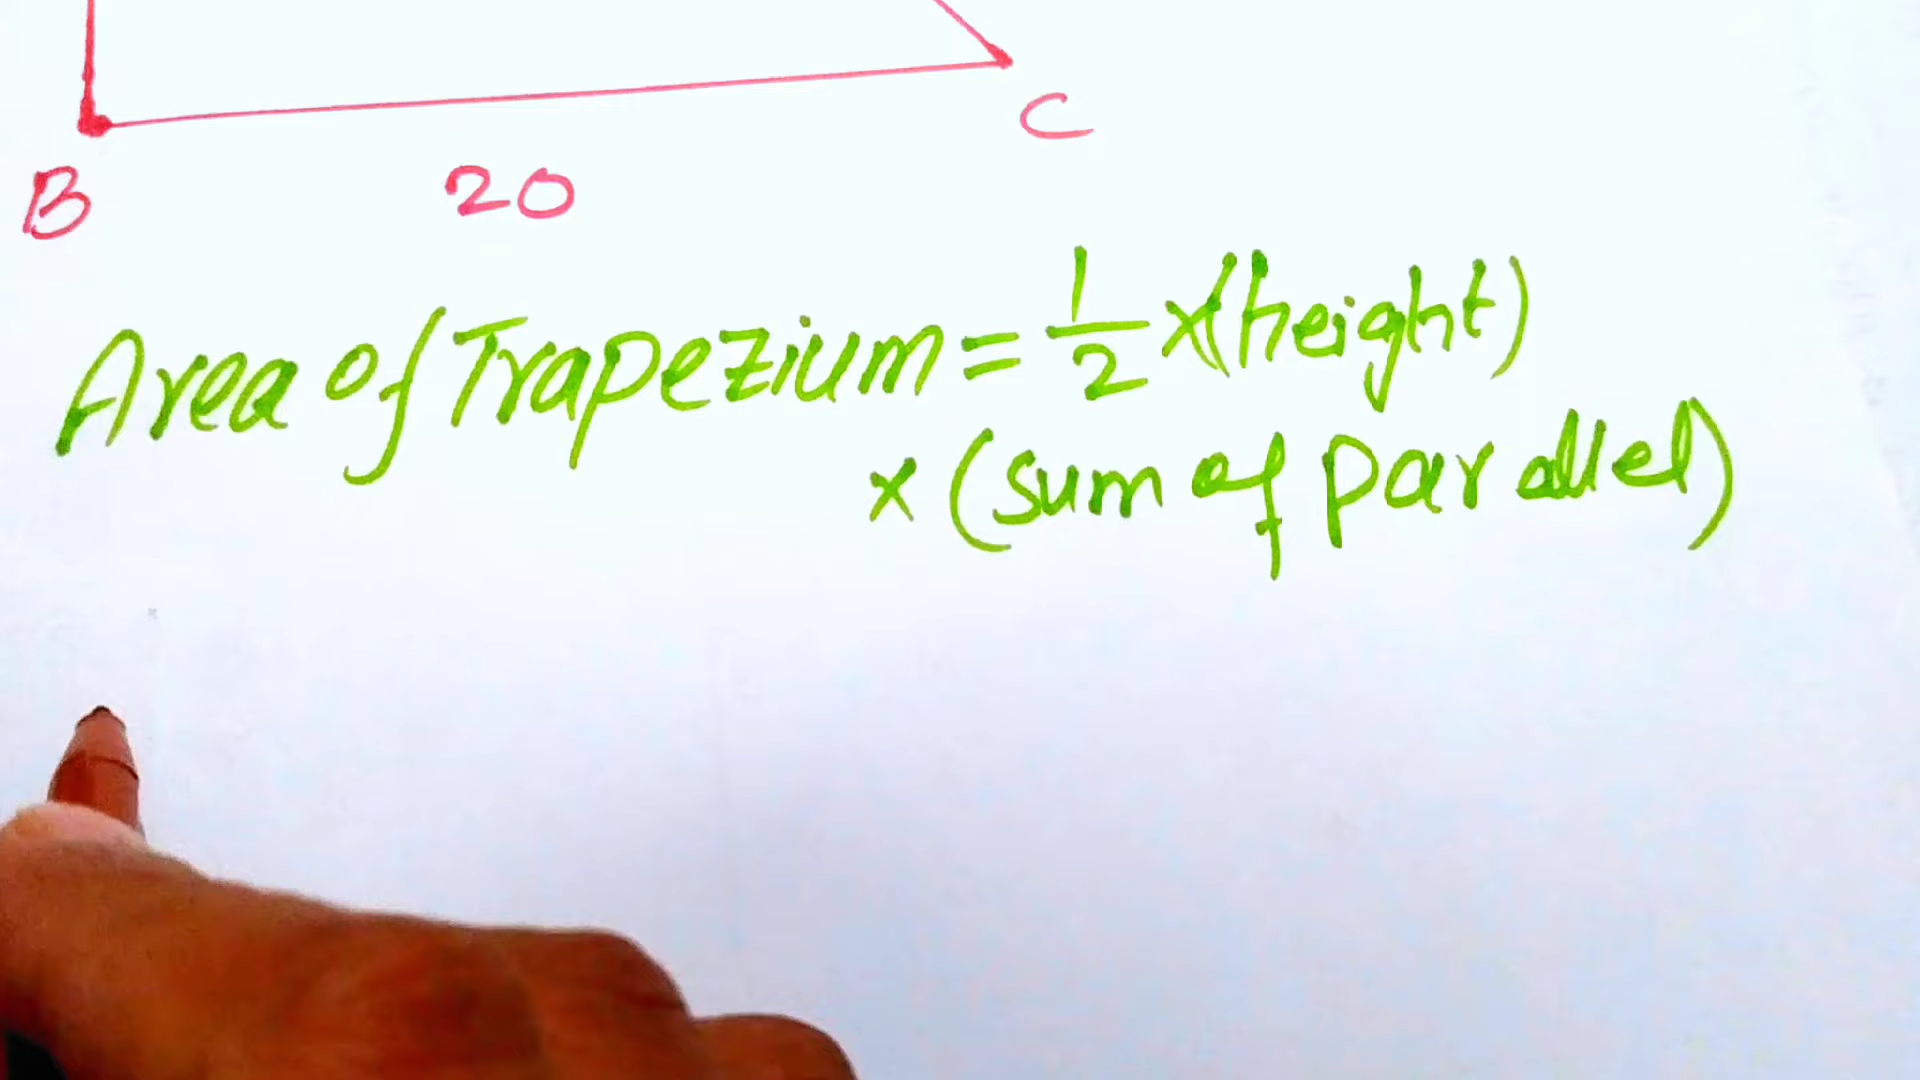 B
C
20
Area of Trapezium = 1/2 x (height)
x (sum of parallel)